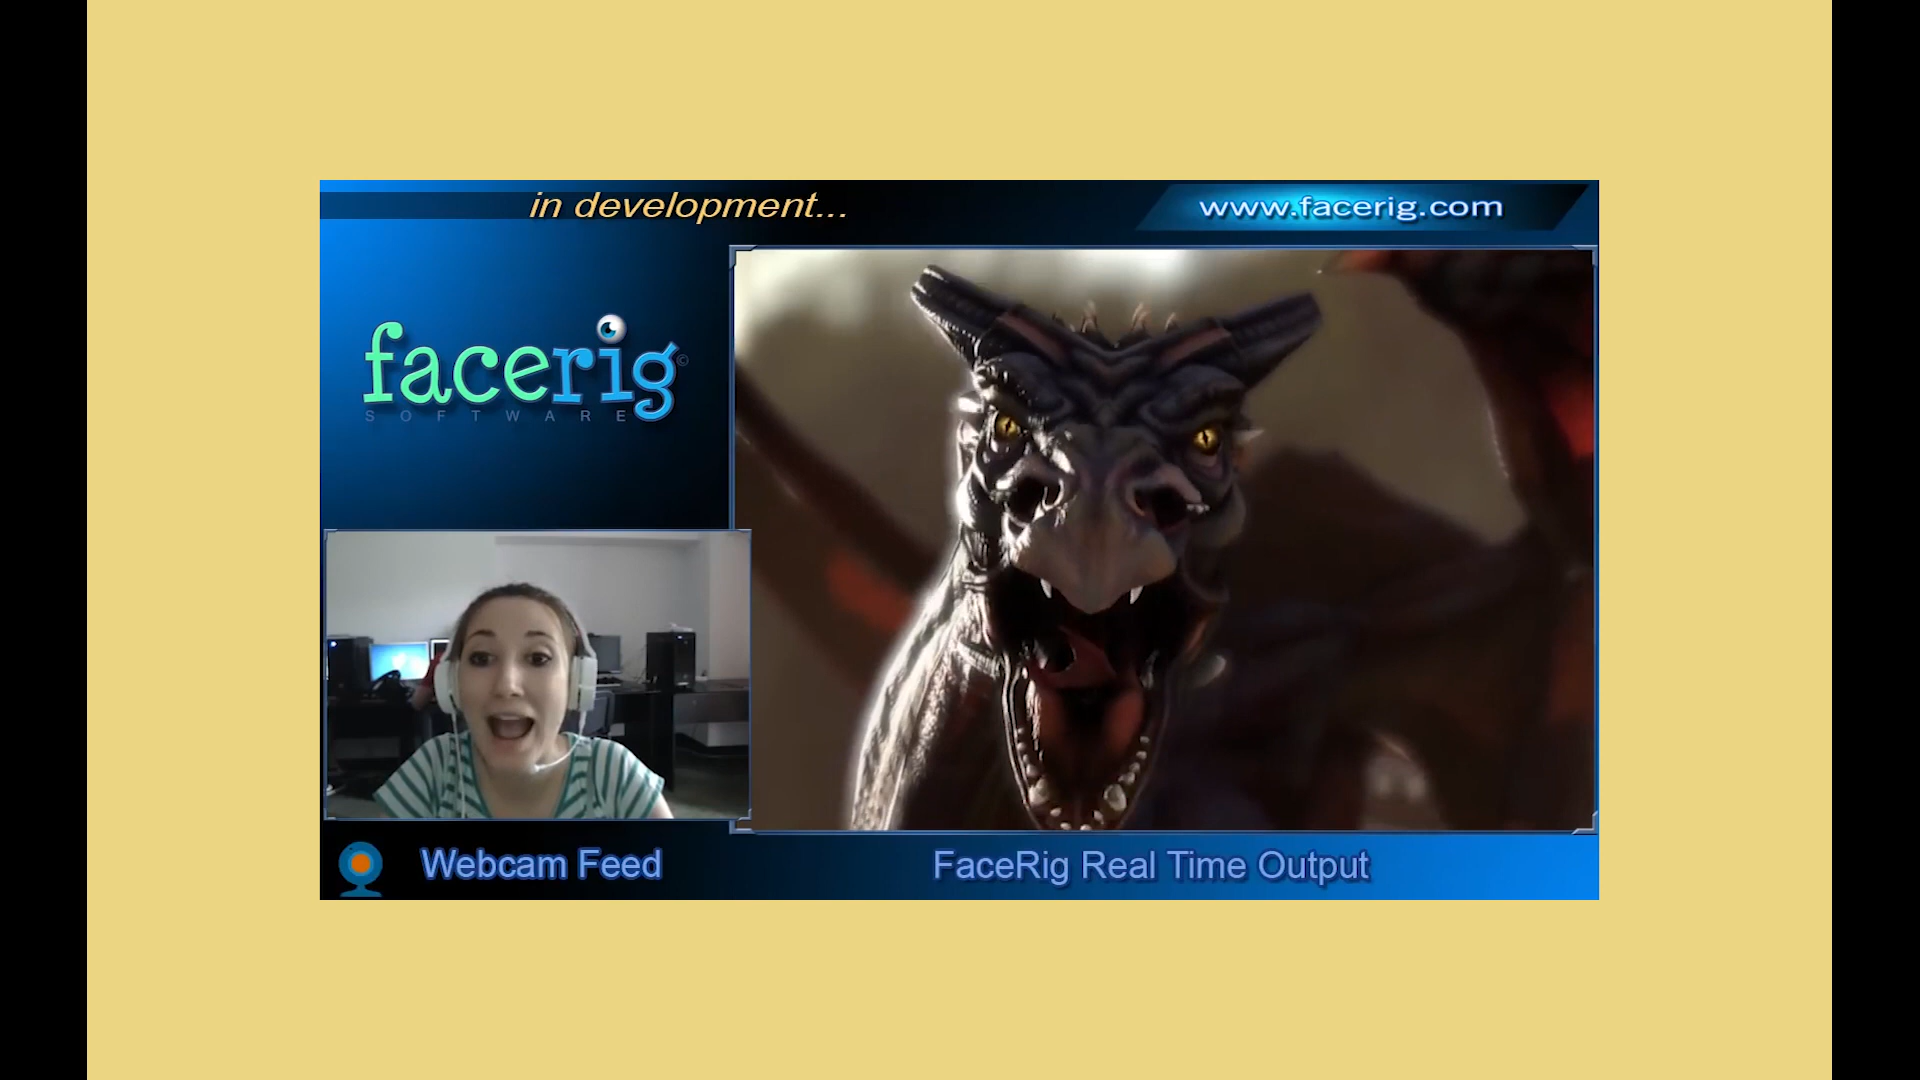 in development...
www.facerig.com
facerig©
SOFTWARE
Webcam Feed
FaceRig Real Time Output